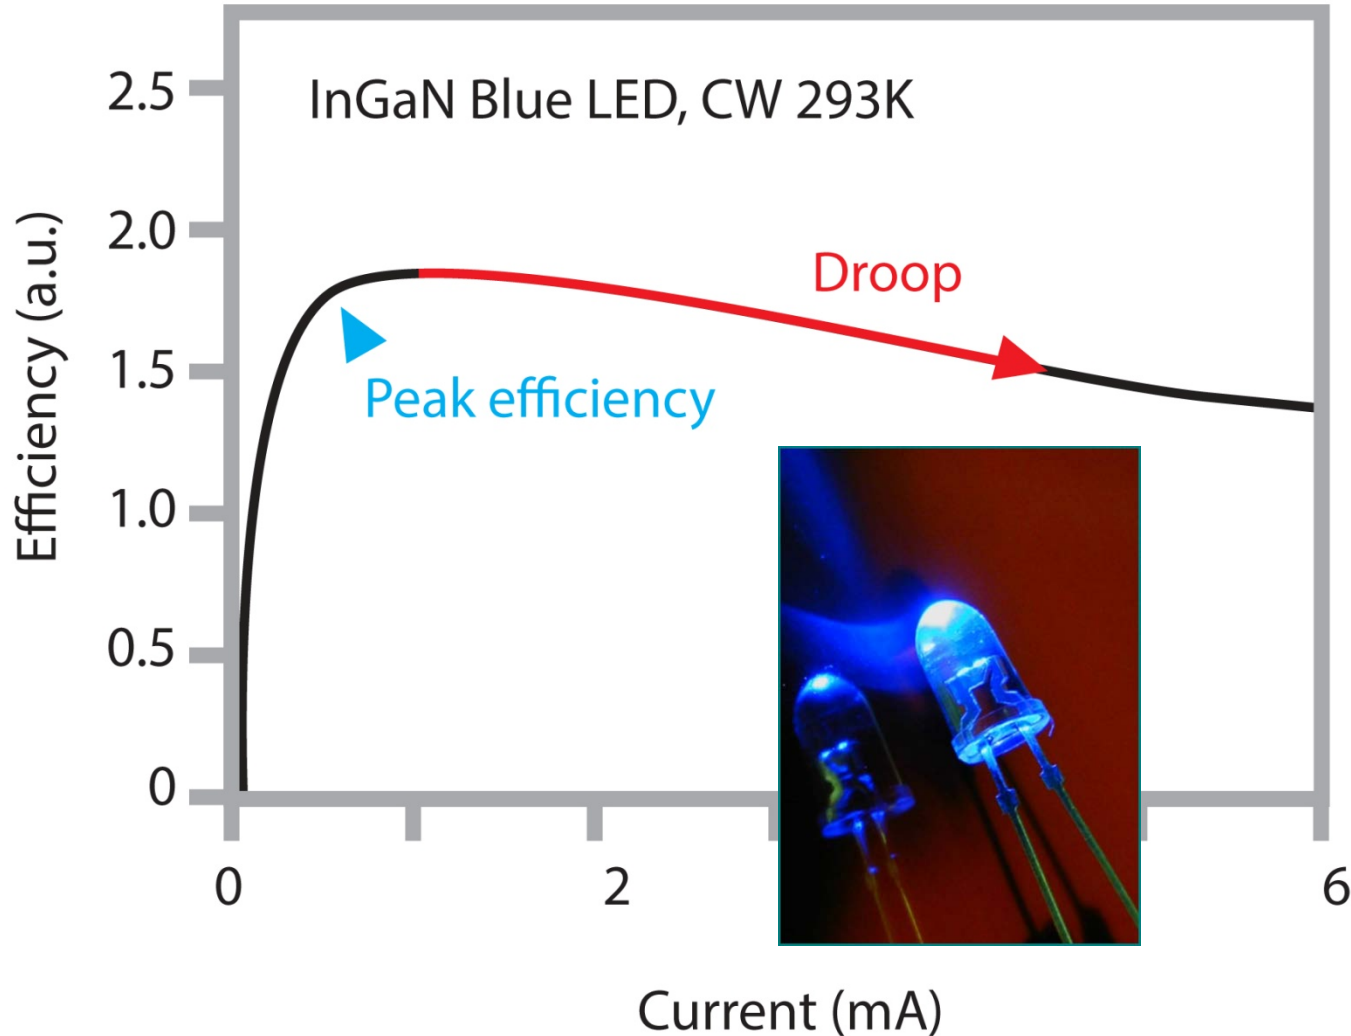 InGaN Blue LED, CW 293K
Efficiency (a.u.)
2.5
2.0
1.5
1.0
0.5
0
Droop
Peak efficiency
0
2
6
Current (mA)